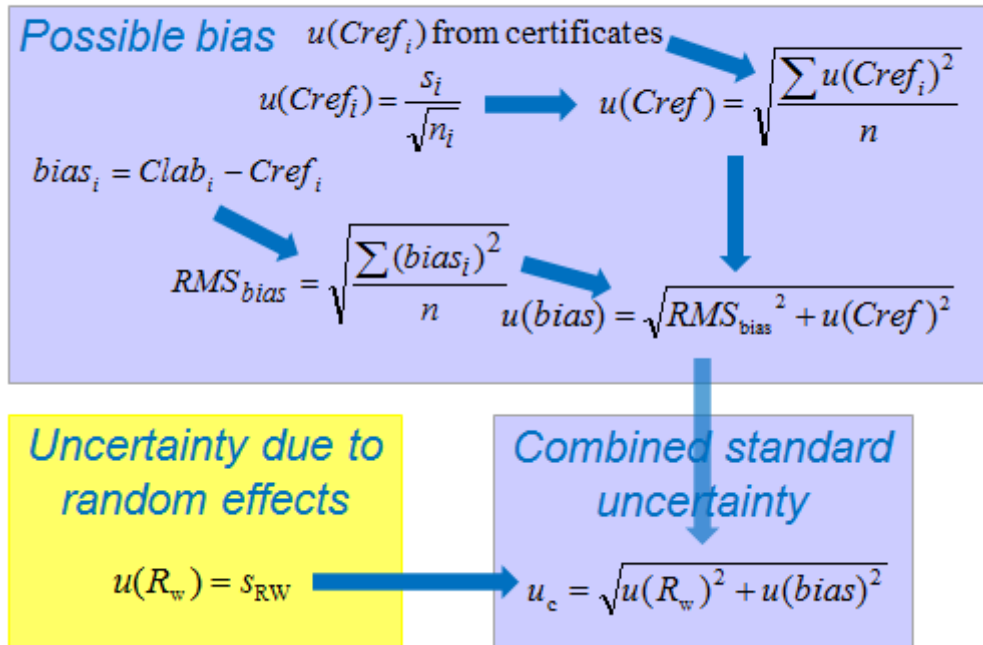 Possible bias u(Cref_i) from certificates
u(Cref_i) = s_i / √n_i
u(Cref) = √(∑ u(Cref_i)² / n)
bias_i = Clab_i − Cref_i
RMS_bias = √(∑ (bias_i)² / n)
u(bias) = √(RMS_bias² + u(Cref)²)
Uncertainty due to
random effects
u(R_w) = s_RW
Combined standard
uncertainty
u_c = √(u(R_w)² + u(bias)²)